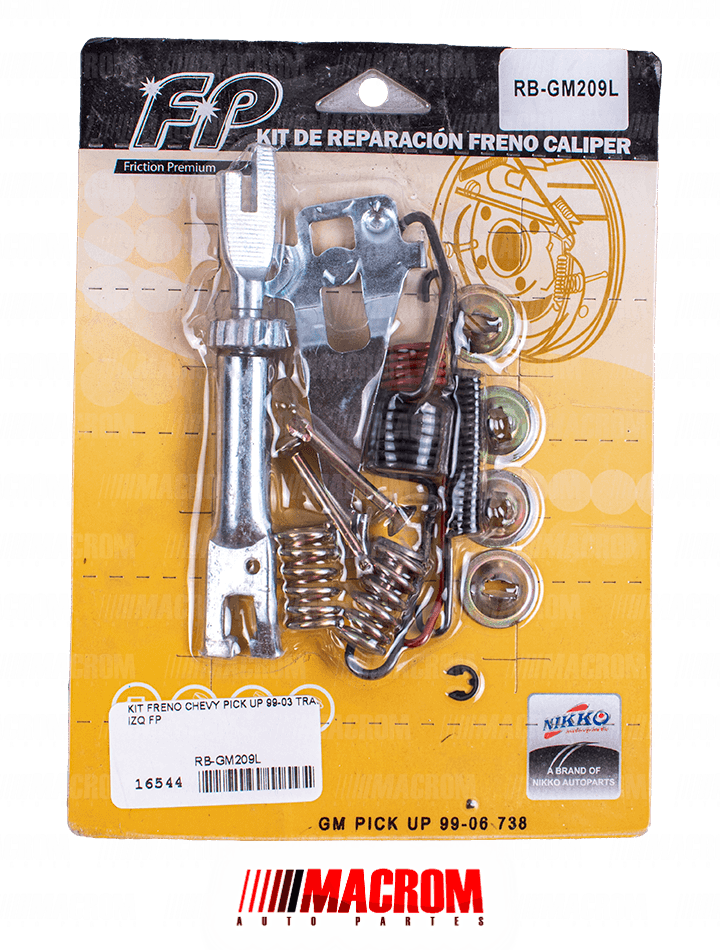 FP
Friction Premium
KIT DE REPARACIÓN FRENO CALIPER
RB-GM209L
KIT FRENO CHEVY PICK UP 99-03 TRA.
IZQ FP
RB-GM209L
16544
NIKKO
A BRAND OF
NIKKO AUTOPARTS
GM PICK UP 99-06 738
MACROM
AUTO PARTES